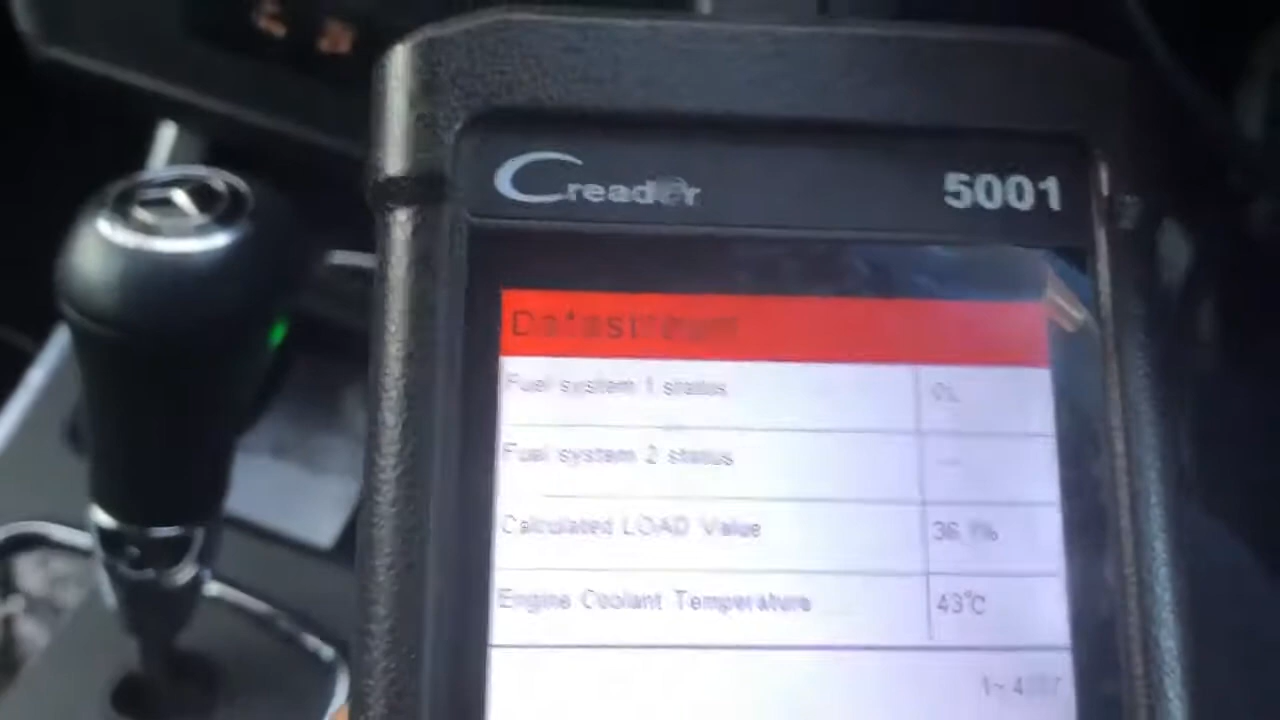 Creader 5001
Datastream
Fuel system 1 status
Fuel system 2 status
Calculated LOAD Value
Engine Coolant Temperature 43°C